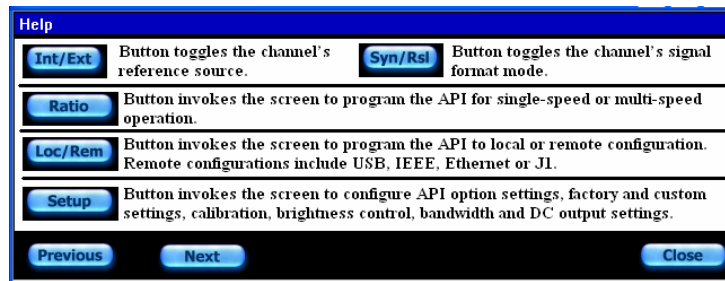 Help
Int/Ext Button toggles the channel's
reference source.
Syn/Rsl Button toggles the channel's signal
format mode.
Ratio Button invokes the screen to program the API for single-speed or multi-speed
operation.
Loc/Rem Button invokes the screen to program the API to local or remote configuration.
Remote configurations include USB, IEEE, Ethernet or J1.
Setup Button invokes the screen to configure API option settings, factory and custom
settings, calibration, brightness control, bandwidth and DC output settings.
Previous Next Close